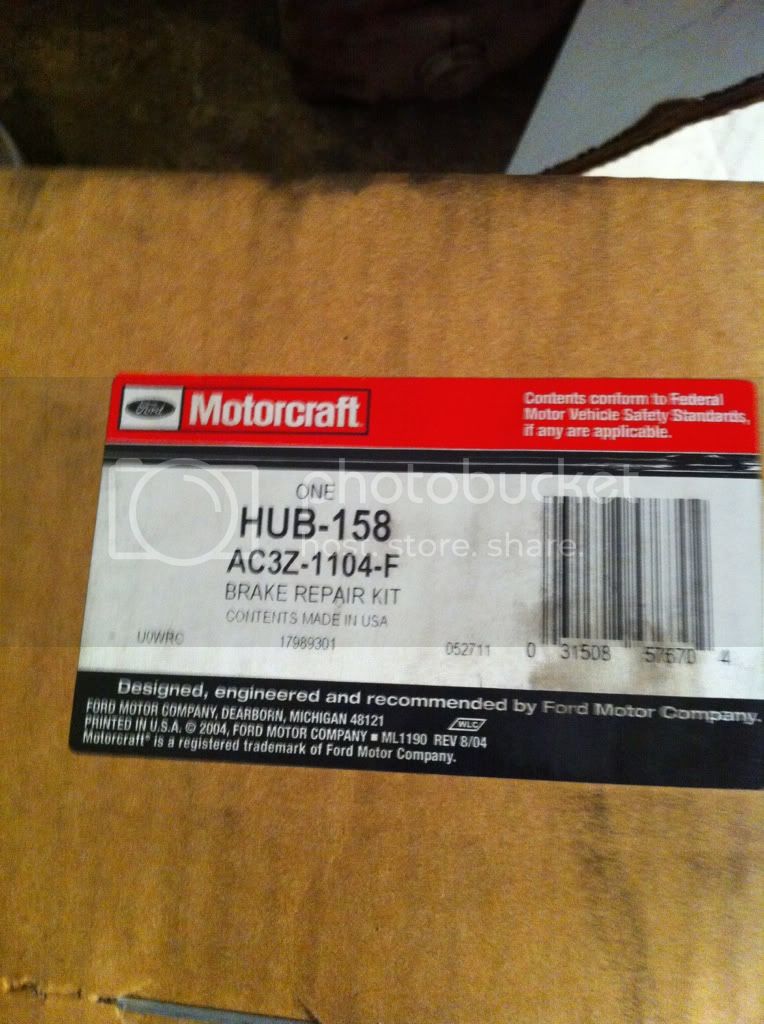 Ford Motorcraft
Contents conform to Federal
Motor Vehicle Safety Standards,
if any are applicable.
photobucket
host. store. share.
ONE
HUB-158
AC3Z-1104-F
BRAKE REPAIR KIT
CONTENTS MADE IN USA
U0WRC 17989301 052711 0 31508 57670 4
Designed, engineered and recommended by Ford Motor Company.
FORD MOTOR COMPANY, DEARBORN, MICHIGAN 48121
PRINTED IN U.S.A. © 2004, FORD MOTOR COMPANY ■ ML1190 REV 8/04
WLC
Motorcraft® is a registered trademark of Ford Motor Company.